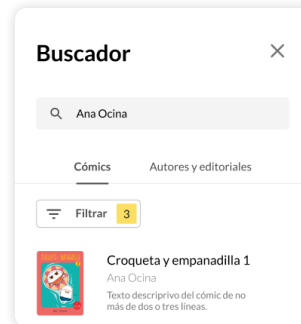 Buscador
Ana Ocina
Cómics Autores y editoriales
Filtrar 3
Croqueta y empanadilla 1
Ana Ocina
Texto descriprivo del cómic de no
más de dos o tres líneas.